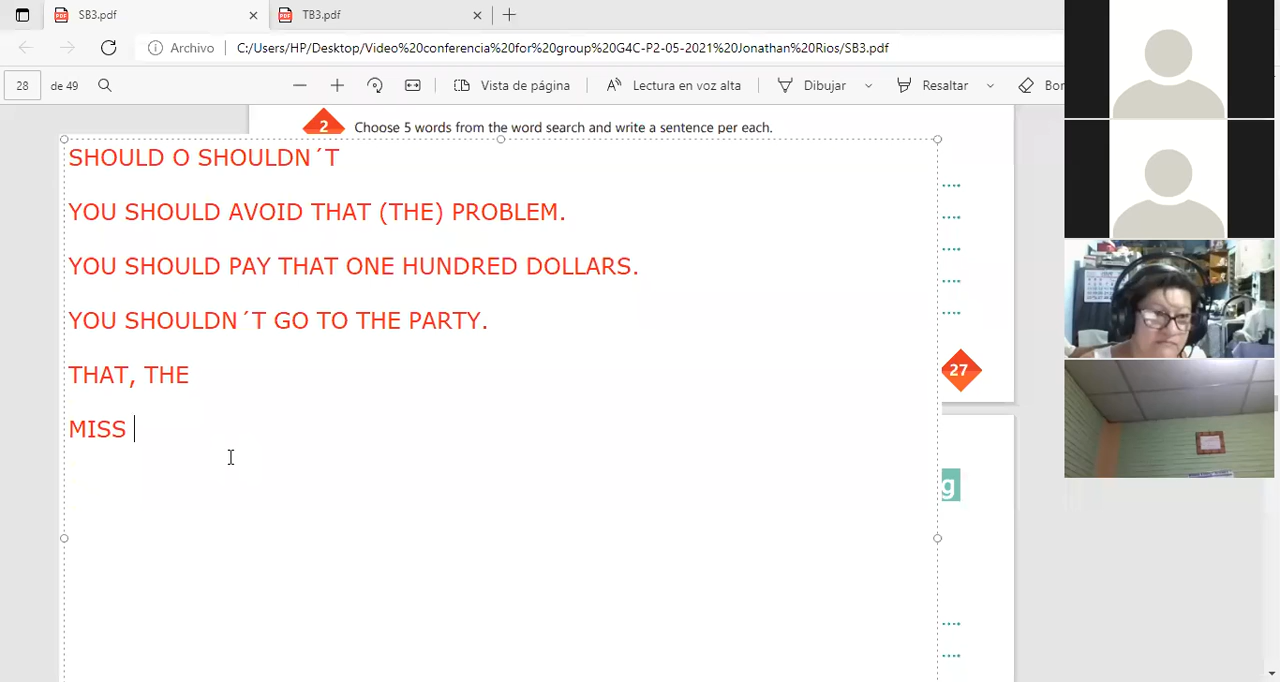 SB3.pdf
TB3.pdf
Archivo
C:/Users/HP/Desktop/Video%20conferencia%20for%20group%20G4C-P2-05-2021%20Jonathan%20Rios/SB3.pdf
28 de 49
Vista de página
Lectura en voz alta
Dibujar
Resaltar
Bor
2 Choose 5 words from the word search and write a sentence per each.
SHOULD O SHOULDN´T
YOU SHOULD AVOID THAT (THE) PROBLEM.
YOU SHOULD PAY THAT ONE HUNDRED DOLLARS.
YOU SHOULDN´T GO TO THE PARTY.
THAT, THE
27
MISS
g